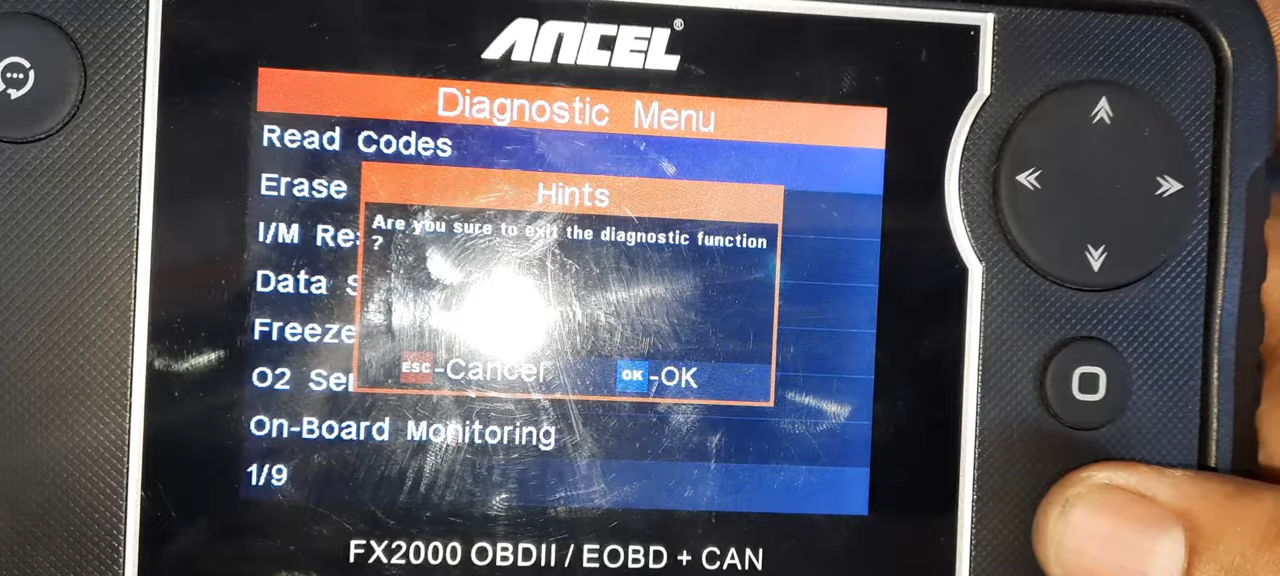 ANCEL®
Diagnostic Menu
Read Codes
Erase
I/M Re
Data S
Freeze
O2 Sen
On-Board Monitoring
1/9
Hints
Are you sure to exit the diagnostic function
?
ESC-Cancel
OK-OK
FX2000 OBDII / EOBD + CAN